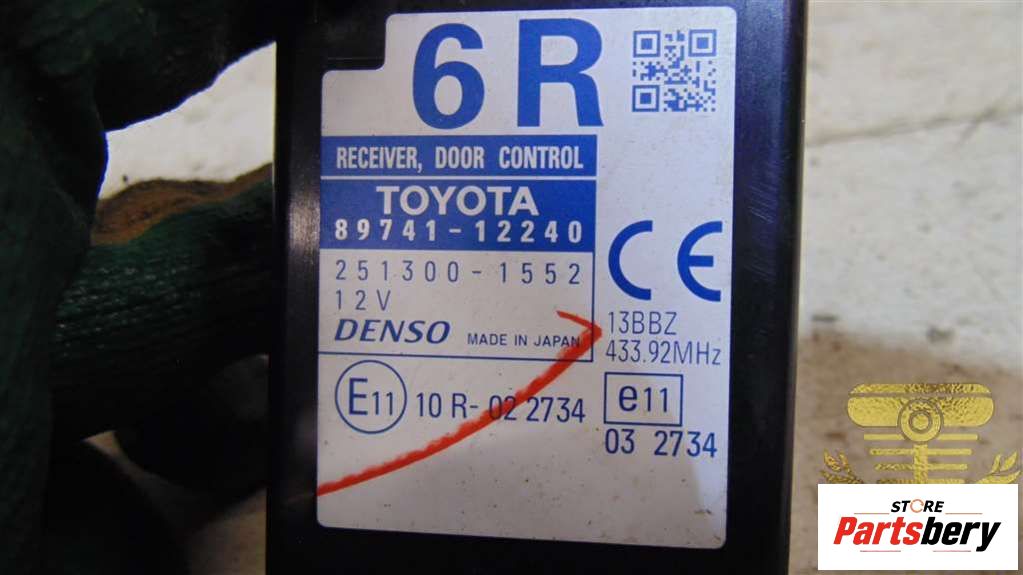 6R
RECEIVER, DOOR CONTROL
TOYOTA
89741-12240
251300-1552
12V
DENSO MADE IN JAPAN
CE
13BBZ
433.92MHz
E11 10 R- 02 2734
e11
03 2734
STORE
Partsbery